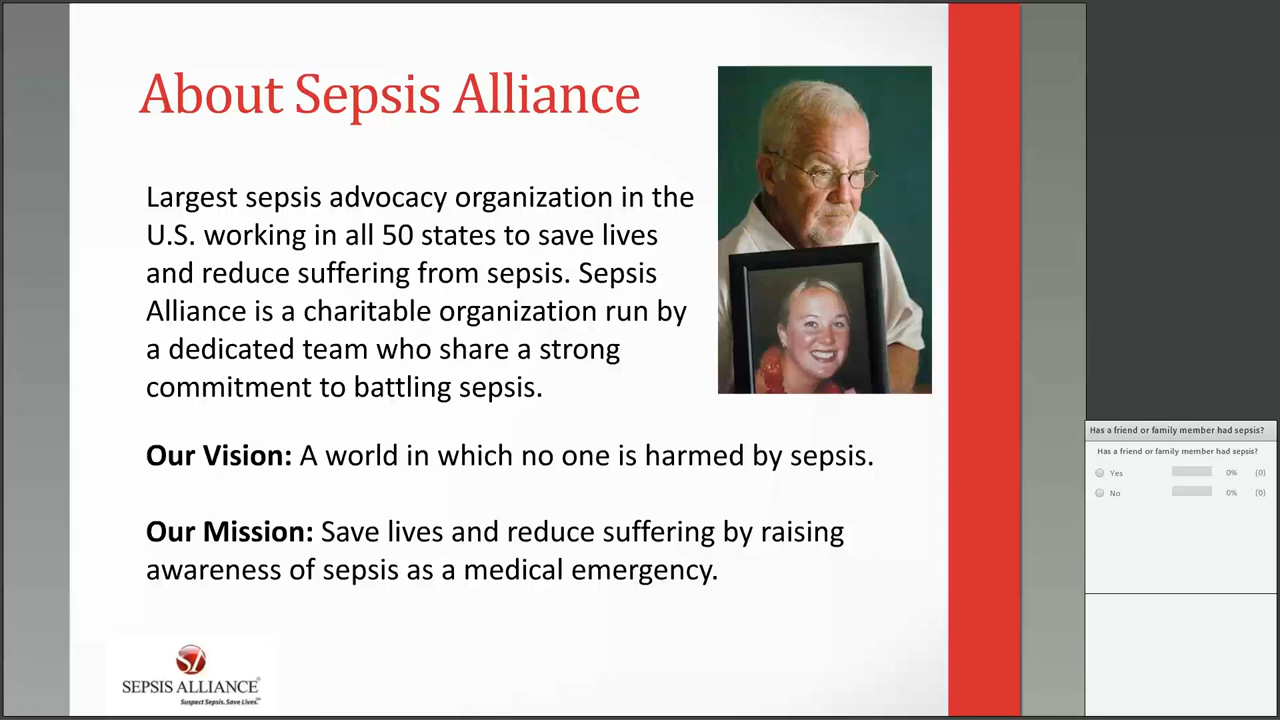 About Sepsis Alliance
Largest sepsis advocacy organization in the
U.S. working in all 50 states to save lives
and reduce suffering from sepsis. Sepsis
Alliance is a charitable organization run by
a dedicated team who share a strong
commitment to battling sepsis.
Our Vision: A world in which no one is harmed by sepsis.
Our Mission: Save lives and reduce suffering by raising
awareness of sepsis as a medical emergency.
SEPSIS ALLIANCE®
Suspect Sepsis. Save Lives.™
Has a friend or family member had sepsis?
Has a friend or family member had sepsis?
Yes 0% (0)
No 0% (0)